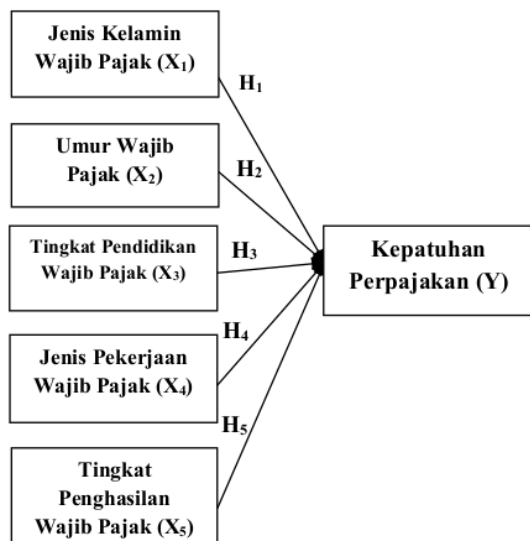 Jenis Kelamin
Wajib Pajak (X₁)
H₁
Umur Wajib
Pajak (X₂)
H₂
Tingkat Pendidikan
Wajib Pajak (X₃)
H₃
Kepatuhan
Perpajakan (Y)
Jenis Pekerjaan
Wajib Pajak (X₄)
H₄
Tingkat
Penghasilan
Wajib Pajak (X₅)
H₅